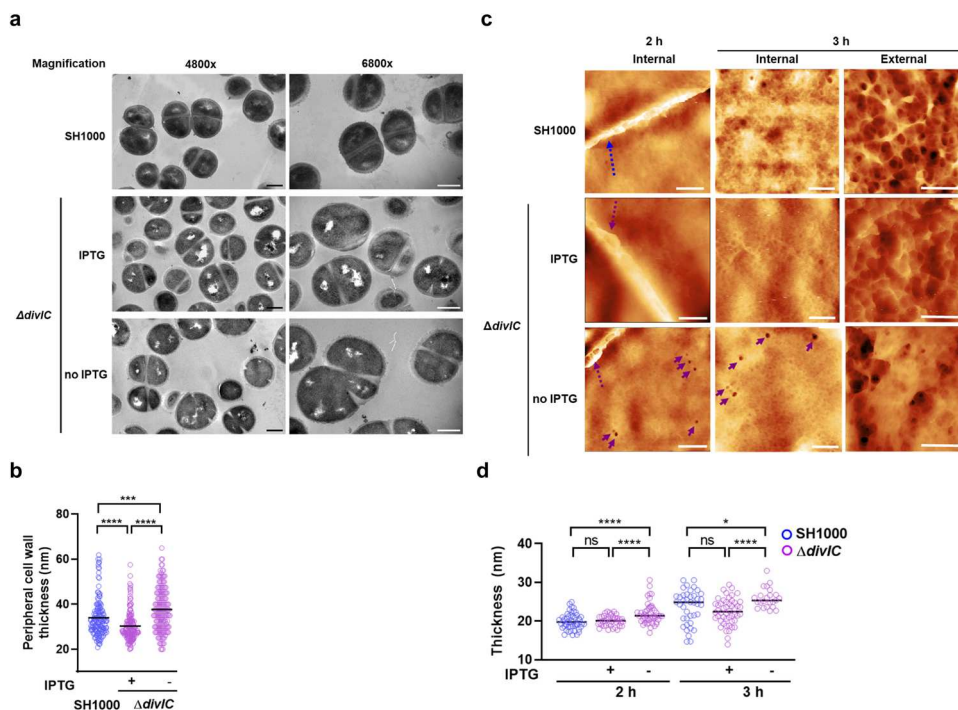 a
Magnification 4800x 6800x
SH1000
IPTG
ΔdivIC
no IPTG
b
Peripheral cell wall
thickness (nm)
80
60
40
20
***
**** ****
IPTG + -
SH1000 ΔdivIC
c
2 h 3 h
Internal Internal External
SH1000
IPTG
ΔdivIC
no IPTG
d
Thickness (nm)
40
30
20
10
**** *
ns **** ns ****
SH1000
ΔdivIC
IPTG + - + -
2 h 3 h